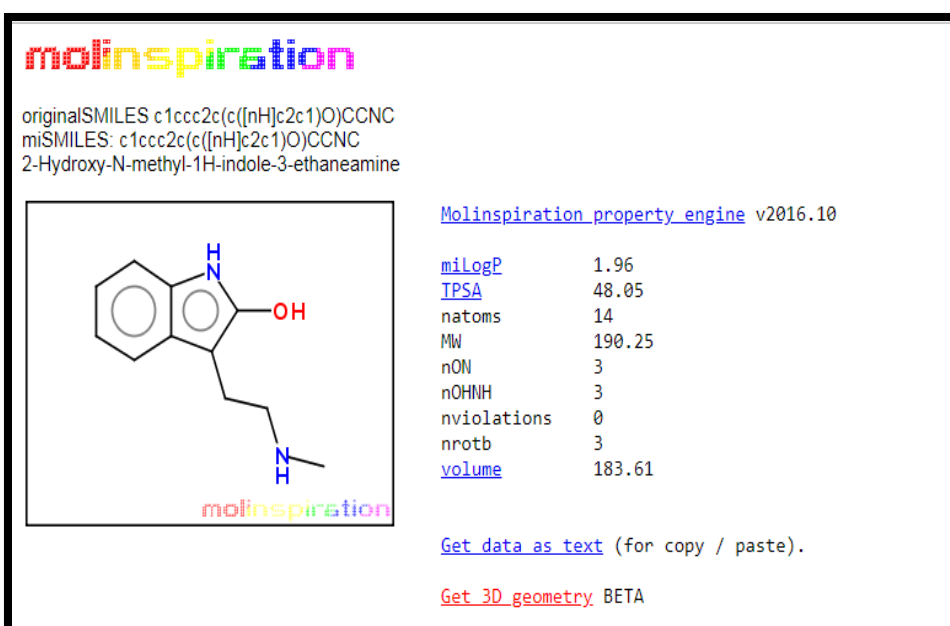 molinspiration
originalSMILES c1ccc2c(c([nH]c2c1)O)CCNC
miSMILES: c1ccc2c(c([nH]c2c1)O)CCNC
2-Hydroxy-N-methyl-1H-indole-3-ethaneamine
H
N
OH
N
H
molinspiration
Molinspiration property engine v2016.10
miLogP 1.96
TPSA 48.05
natoms 14
MW 190.25
nON 3
nOHNH 3
nviolations 0
nrotb 3
volume 183.61
Get data as text (for copy / paste).
Get 3D geometry BETA